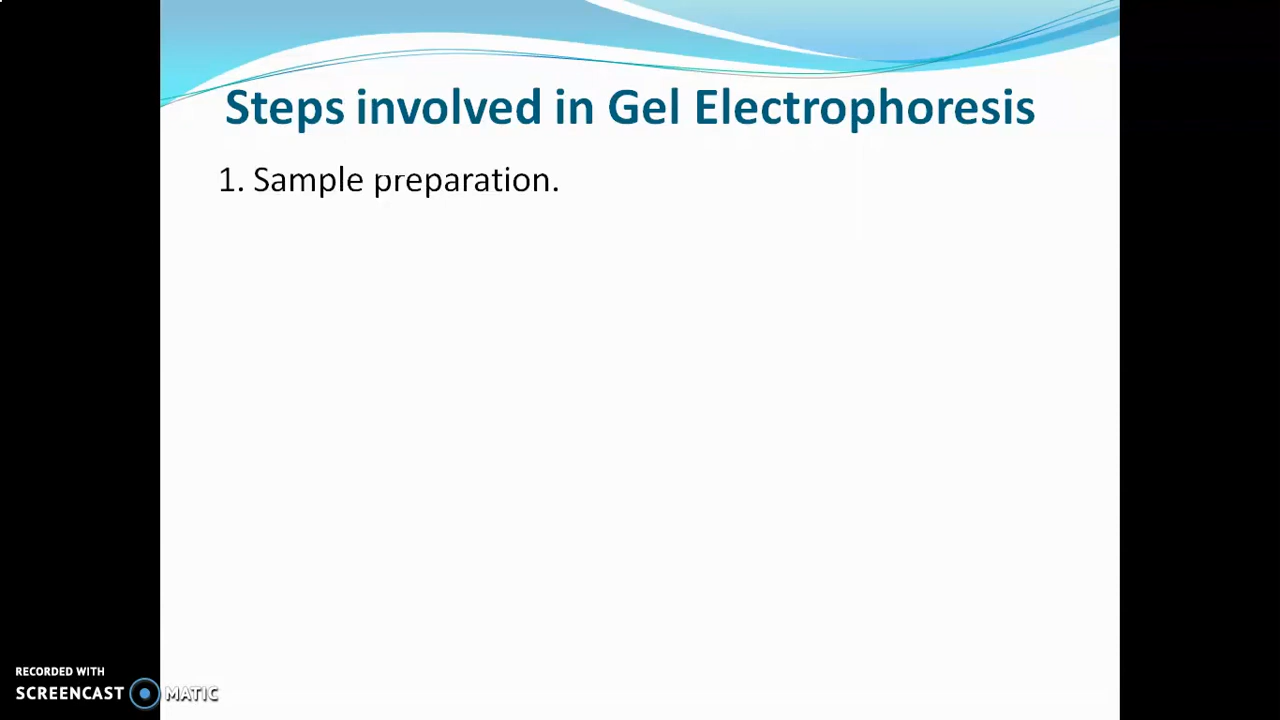 Steps involved in Gel Electrophoresis
1. Sample preparation.
RECORDED WITH
SCREENCAST MATIC